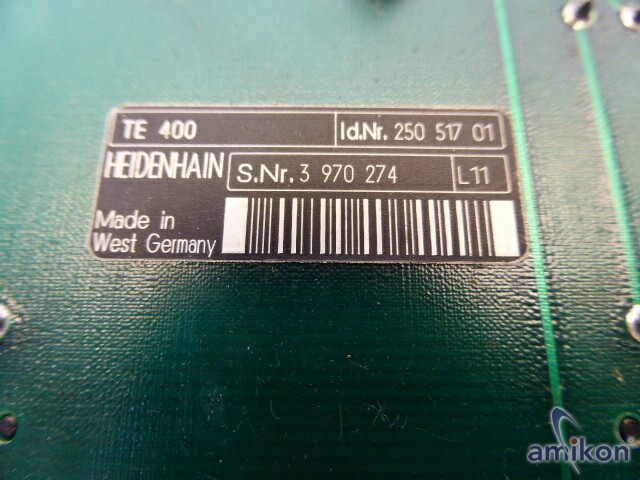 TE 400 Id.Nr. 250 517 01
HEIDENHAIN S.Nr. 3 970 274 L11
Made in
West Germany
amikon